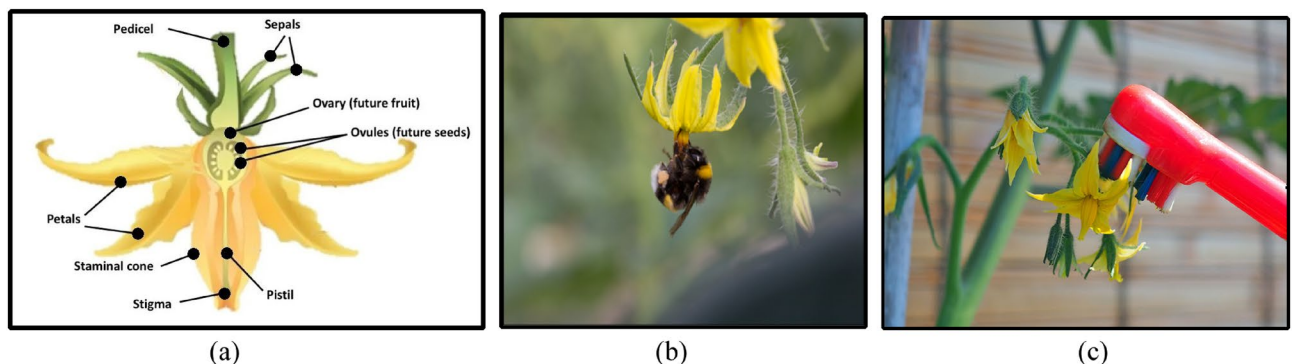 Pedicel
Sepals
Ovary (future fruit)
Ovules (future seeds)
Petals
Staminal cone
Stigma
Pistil
(a)
(b)
(c)